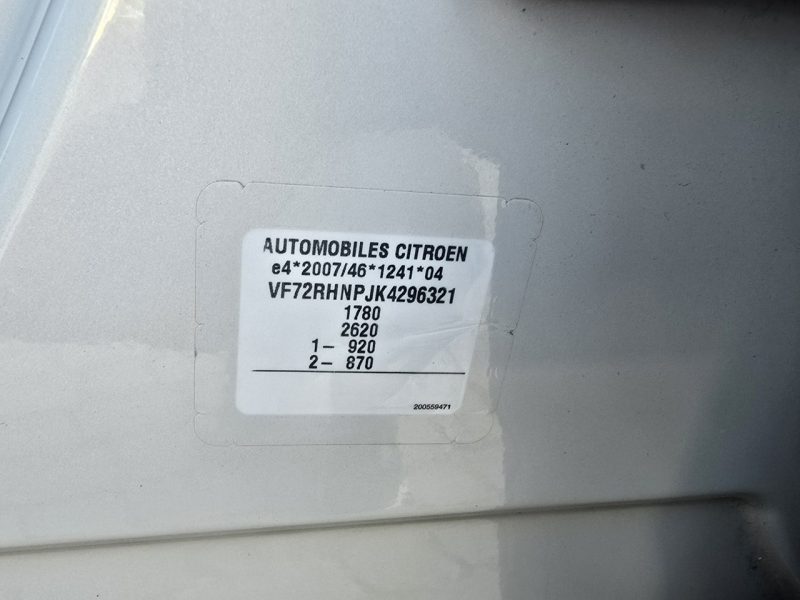 AUTOMOBILES CITROEN
e4*2007/46*1241*04
VF72RHNPJK4296321
1780
2620
1– 920
2– 870
200559471